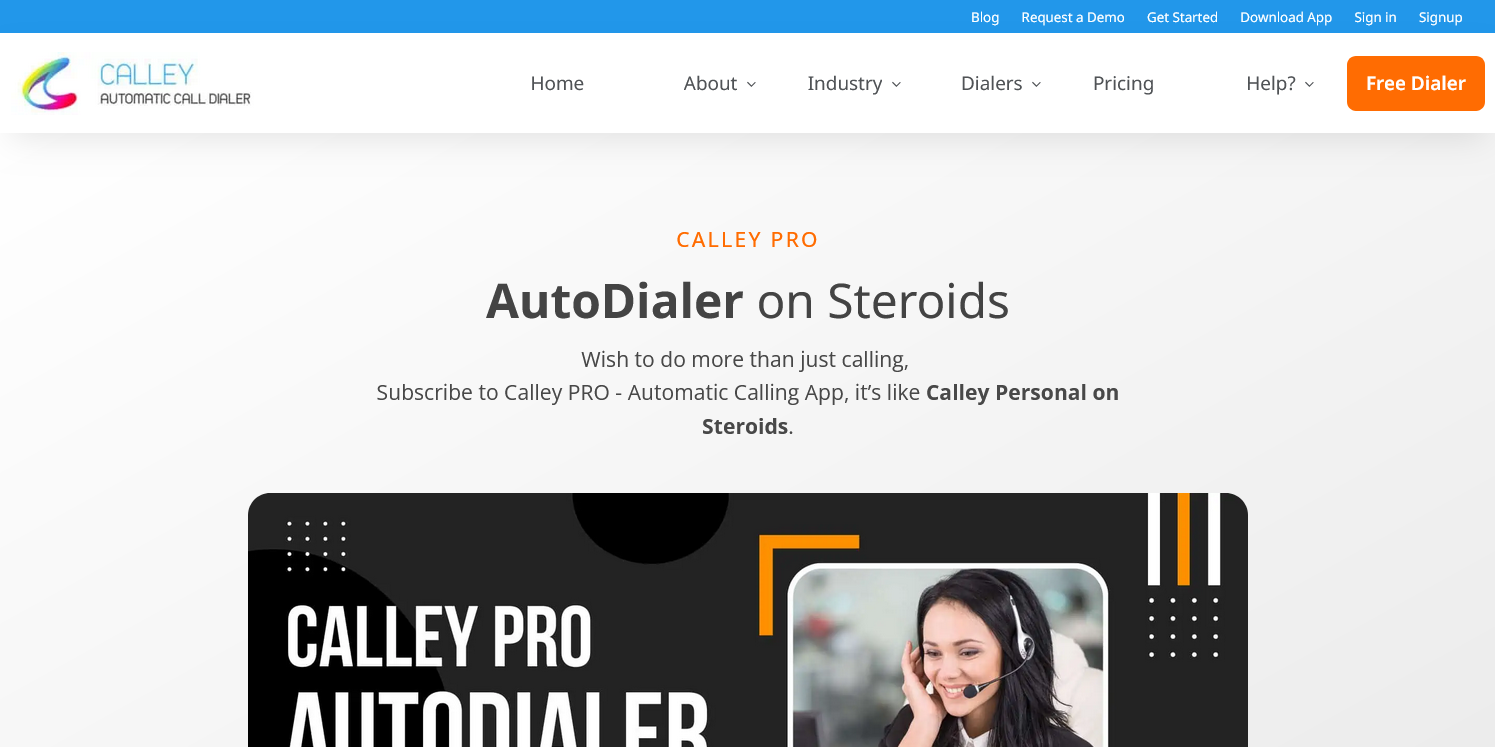 Blog Request a Demo Get Started Download App Sign in Signup
CALLEY
AUTOMATIC CALL DIALER
Home About Industry Dialers Pricing Help? Free Dialer
CALLEY PRO
AutoDialer on Steroids
Wish to do more than just calling,
Subscribe to Calley PRO - Automatic Calling App, it’s like Calley Personal on
Steroids.
CALLEY PRO
AUTODIALER